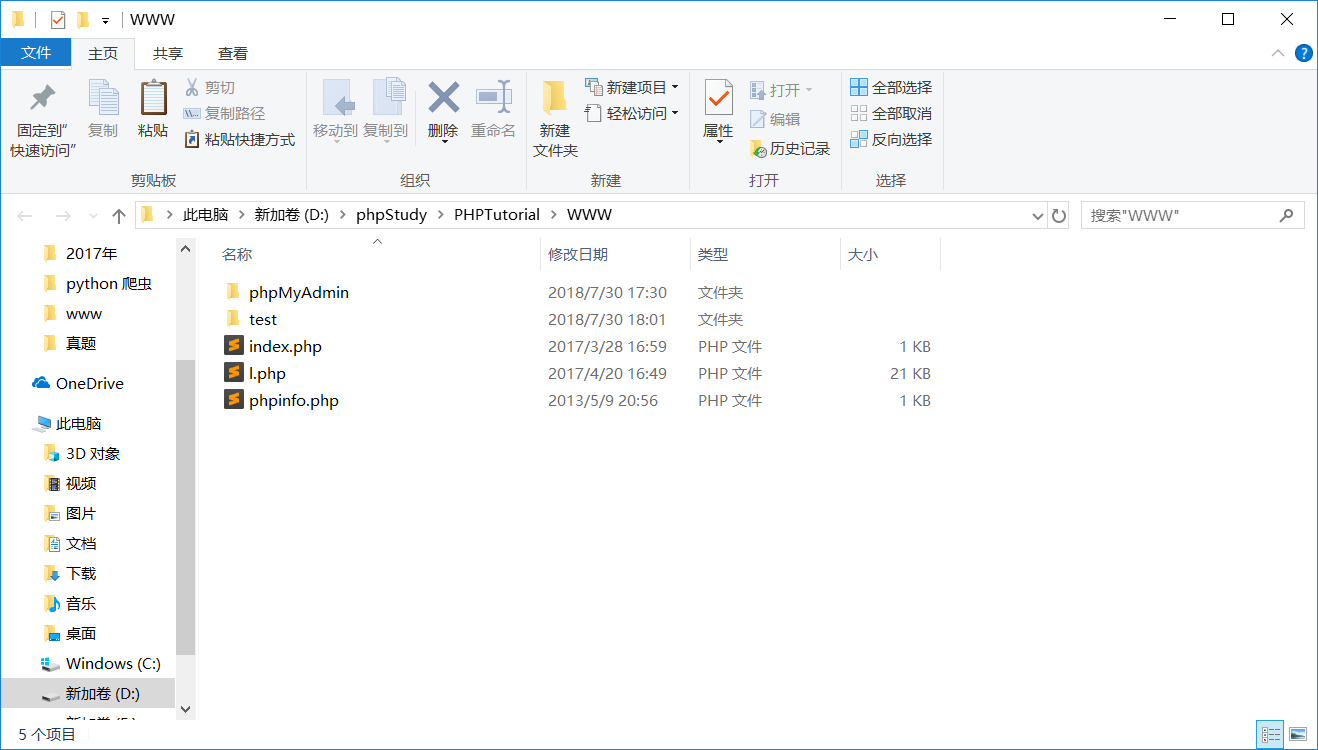 WWW
文件 主页 共享 查看
固定到"快速访问"
复制
粘贴
剪切
复制路径
粘贴快捷方式
移动到
复制到
删除
重命名
新建文件夹
新建项目
轻松访问
属性
打开
编辑
历史记录
全部选择
全部取消
反向选择
剪贴板 组织 新建 打开 选择
此电脑 > 新加卷 (D:) > phpStudy > PHPTutorial > WWW
搜索"WWW"
2017年
python 爬虫
www
真题
OneDrive
此电脑
3D 对象
视频
图片
文档
下载
音乐
桌面
Windows (C:)
新加卷 (D:)
名称 修改日期 类型 大小
phpMyAdmin 2018/7/30 17:30 文件夹
test 2018/7/30 18:01 文件夹
index.php 2017/3/28 16:59 PHP 文件 1 KB
l.php 2017/4/20 16:49 PHP 文件 21 KB
phpinfo.php 2013/5/9 20:56 PHP 文件 1 KB
5 个项目